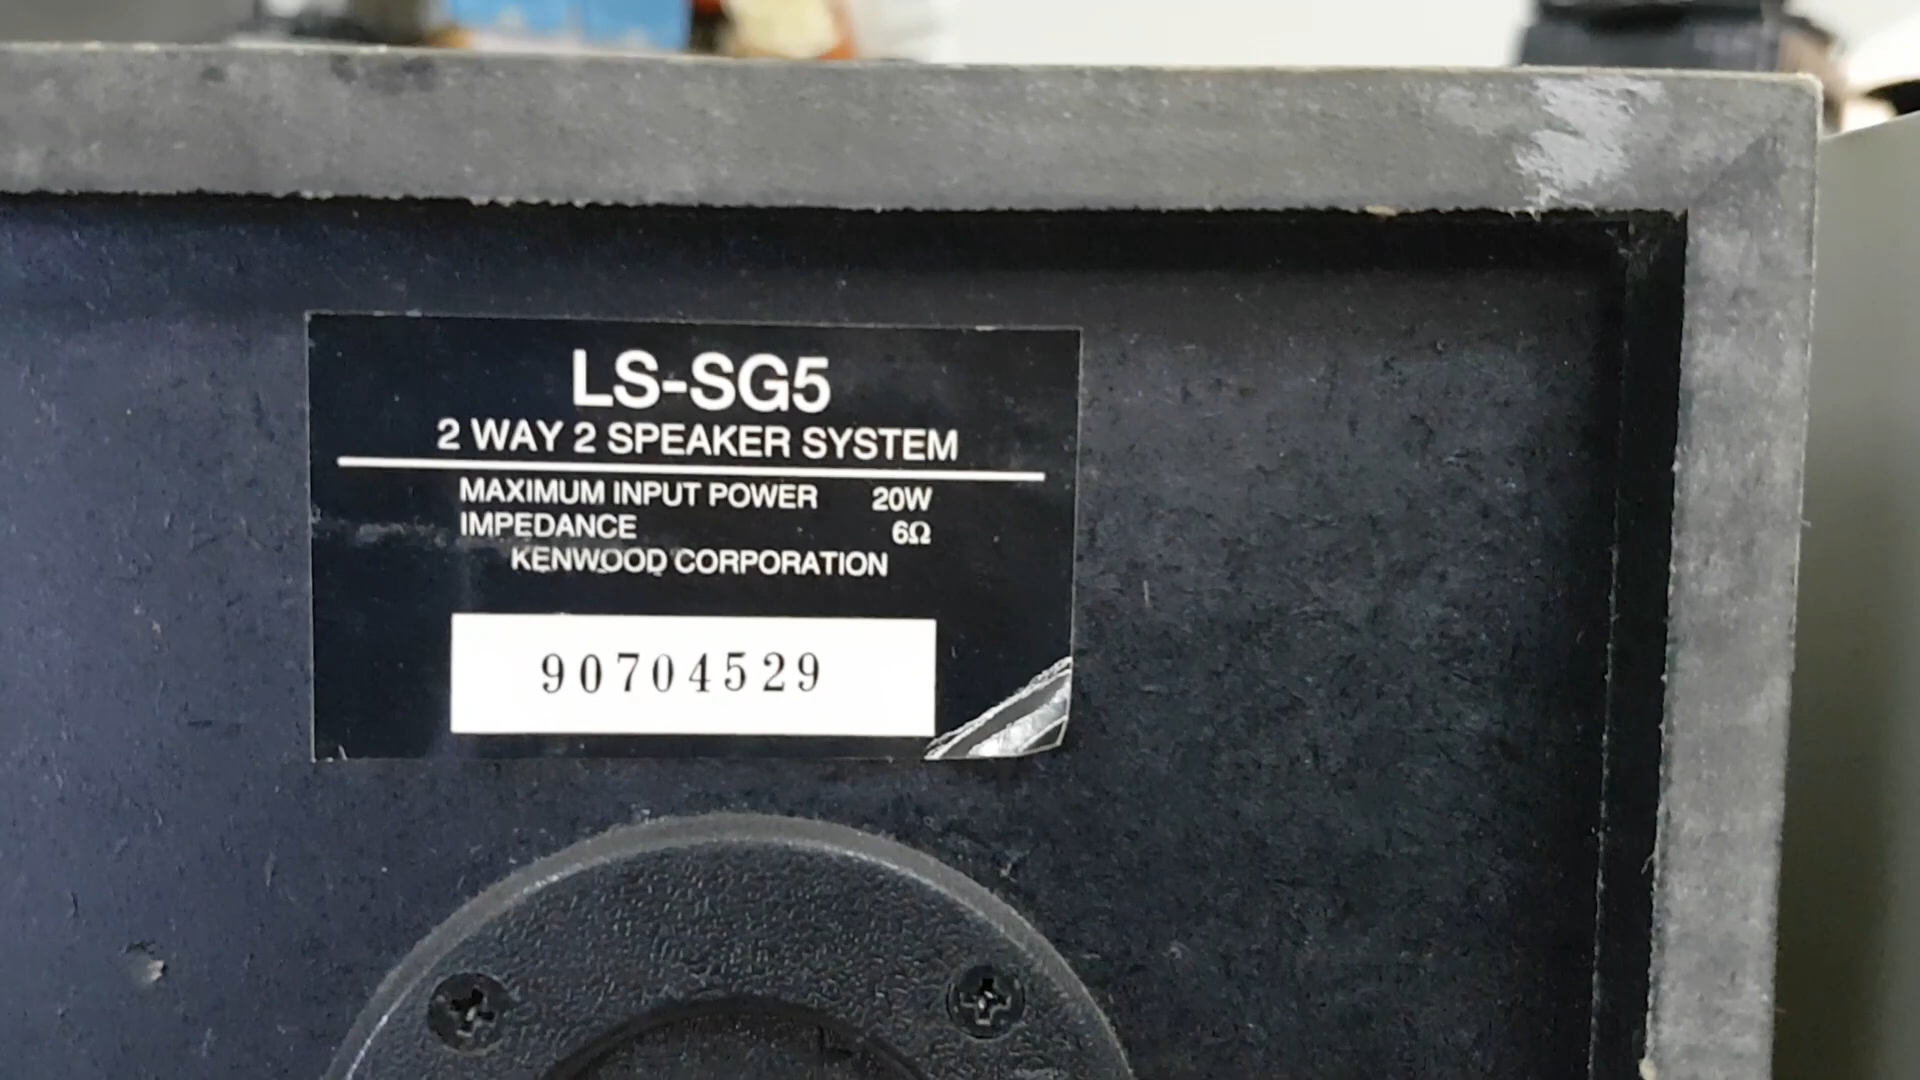 LS-SG5
2 WAY 2 SPEAKER SYSTEM
MAXIMUM INPUT POWER 20W
IMPEDANCE 6Ω
KENWOOD CORPORATION
90704529